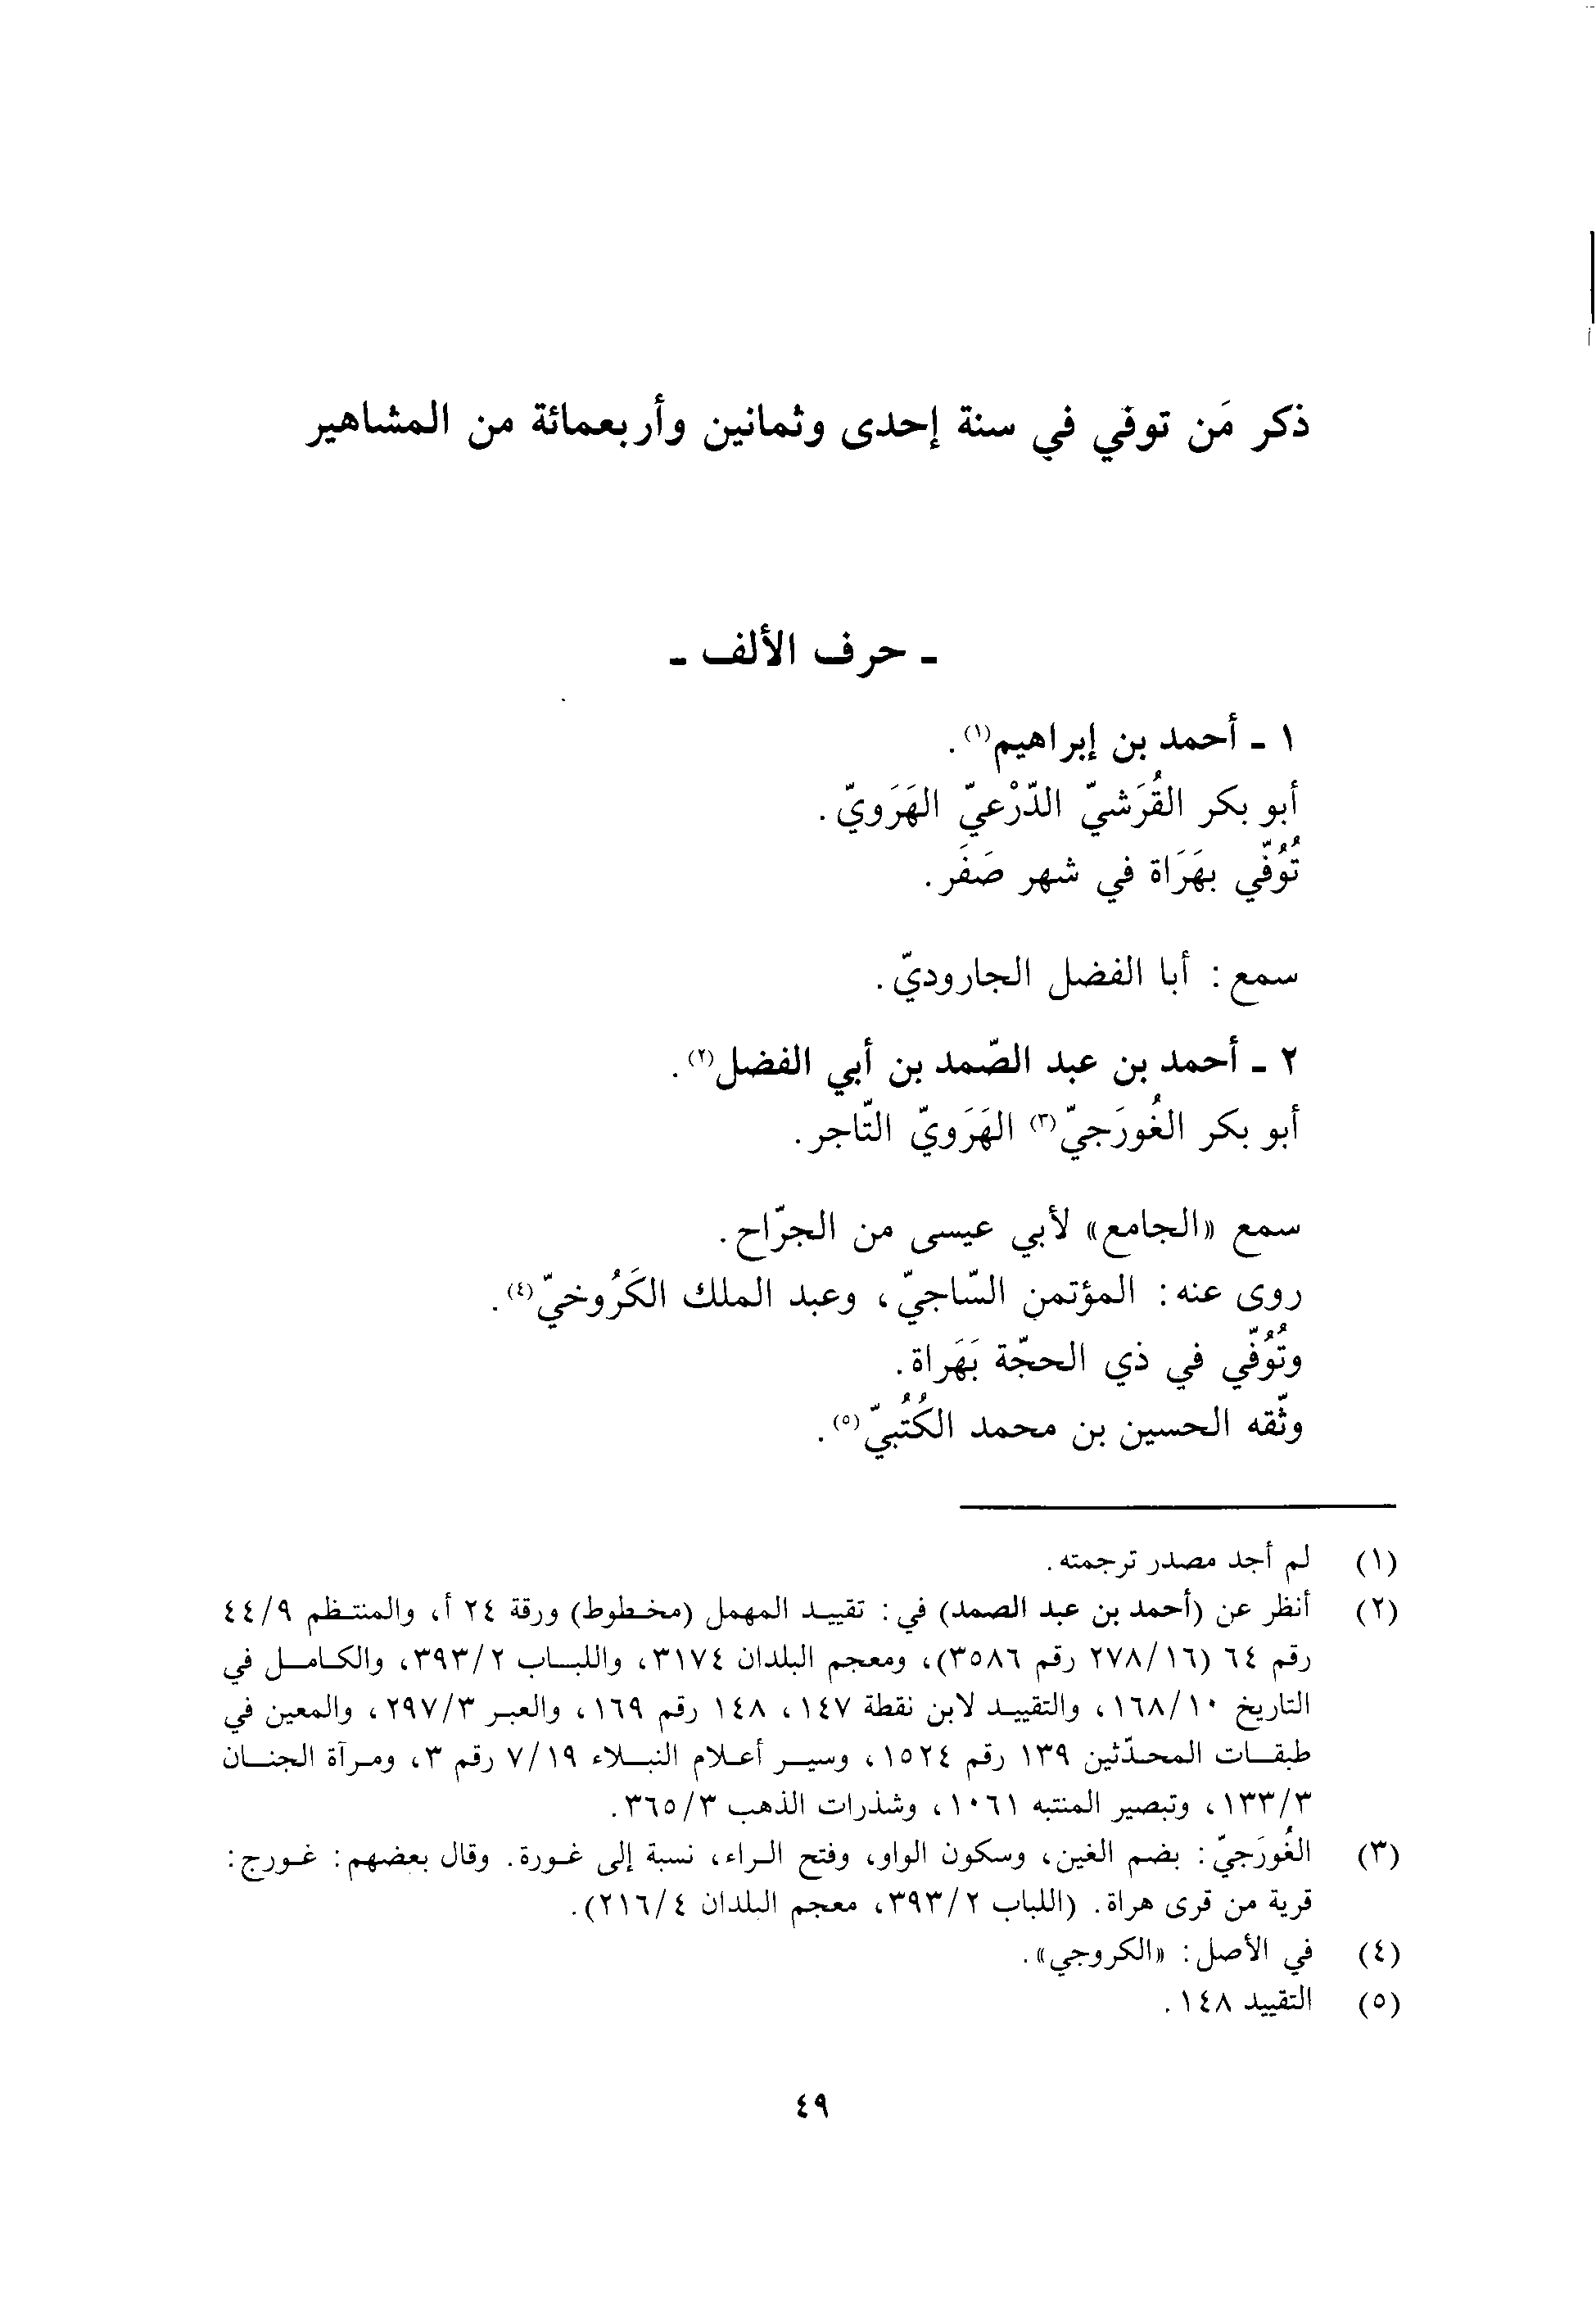 ذكر مَن توفي في سنة إحدى وثمانين وأربعمائة من المشاهير
ـ حرف الألف ـ
١ ـ أحمد بن إبراهيم(١).
أبو بكر القُرَشيّ الدّرْعيّ الهَرَويّ.
تُوُفّي بهَرَاة في شهر صَفَر.
سمع: أبا الفضل الجاروديّ.
٢ ـ أحمد بن عبد الصّمد بن أبي الفضل(٢).
أبو بكر الغُورَجيّ(٣) الهَرَويّ التّاجر.
سمع «الجامع» لأبي عيسى من الجرّاح.
روى عنه: المؤتمن السّاجيّ، وعبد الملك الكَرُوخيّ(٤).
وتُوُفّي في ذي الحجّة بَهَراة.
وثّقه الحسين بن محمد الكُتُبيّ(٥).
(١) لم أجد مصدر ترجمته.
(٢) أنظر عن (أحمد بن عبد الصمد) في: تقييد المهمل (مخطوط) ورقة ٢٤ أ، والمنتظم ٤٤/٩
رقم ٦٤ (٢٧٨/١٦ رقم ٣٥٨٦)، ومعجم البلدان ٣١٧٤، واللباب ٣٩٣/٢، والكامل في
التاريخ ١٦٨/١٠، والتقييد لابن نقطة ١٤٧، ١٤٨ رقم ١٦٩، والعبر ٢٩٧/٣، والمعين في
طبقات المحدّثين ١٣٩ رقم ١٥٢٤، وسير أعلام النبلاء ٧/١٩ رقم ٣، ومرآة الجنان
١٣٣/٣، وتبصير المنتبه ١٠٦١، وشذرات الذهب ٣٦٥/٣.
(٣) الغُورَجيّ: بضم الغين، وسكون الواو، وفتح الراء، نسبة إلى غورة. وقال بعضهم: غورج:
قرية من قرى هراة. (اللباب ٣٩٣/٢، معجم البلدان ٢١٦/٤).
(٤) في الأصل: «الكروجي».
(٥) التقييد ١٤٨.
٤٩